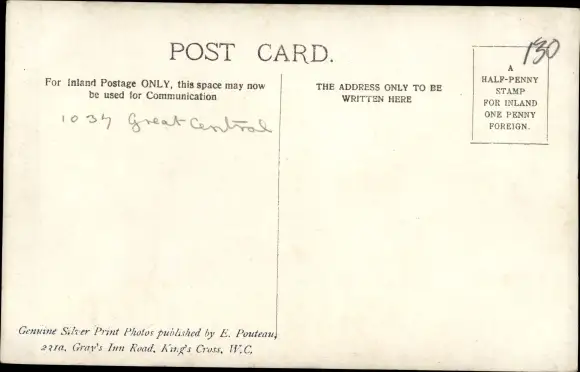 130
POST CARD.
For Inland Postage ONLY, this space may now
be used for Communication
THE ADDRESS ONLY TO BE
WRITTEN HERE
A
HALF-PENNY
STAMP
FOR INLAND
ONE PENNY
FOREIGN.
1037 Great Central
Genuine Silver Print Photos published by E. Pouteau,
231a, Gray's Inn Road, King's Cross, W.C.